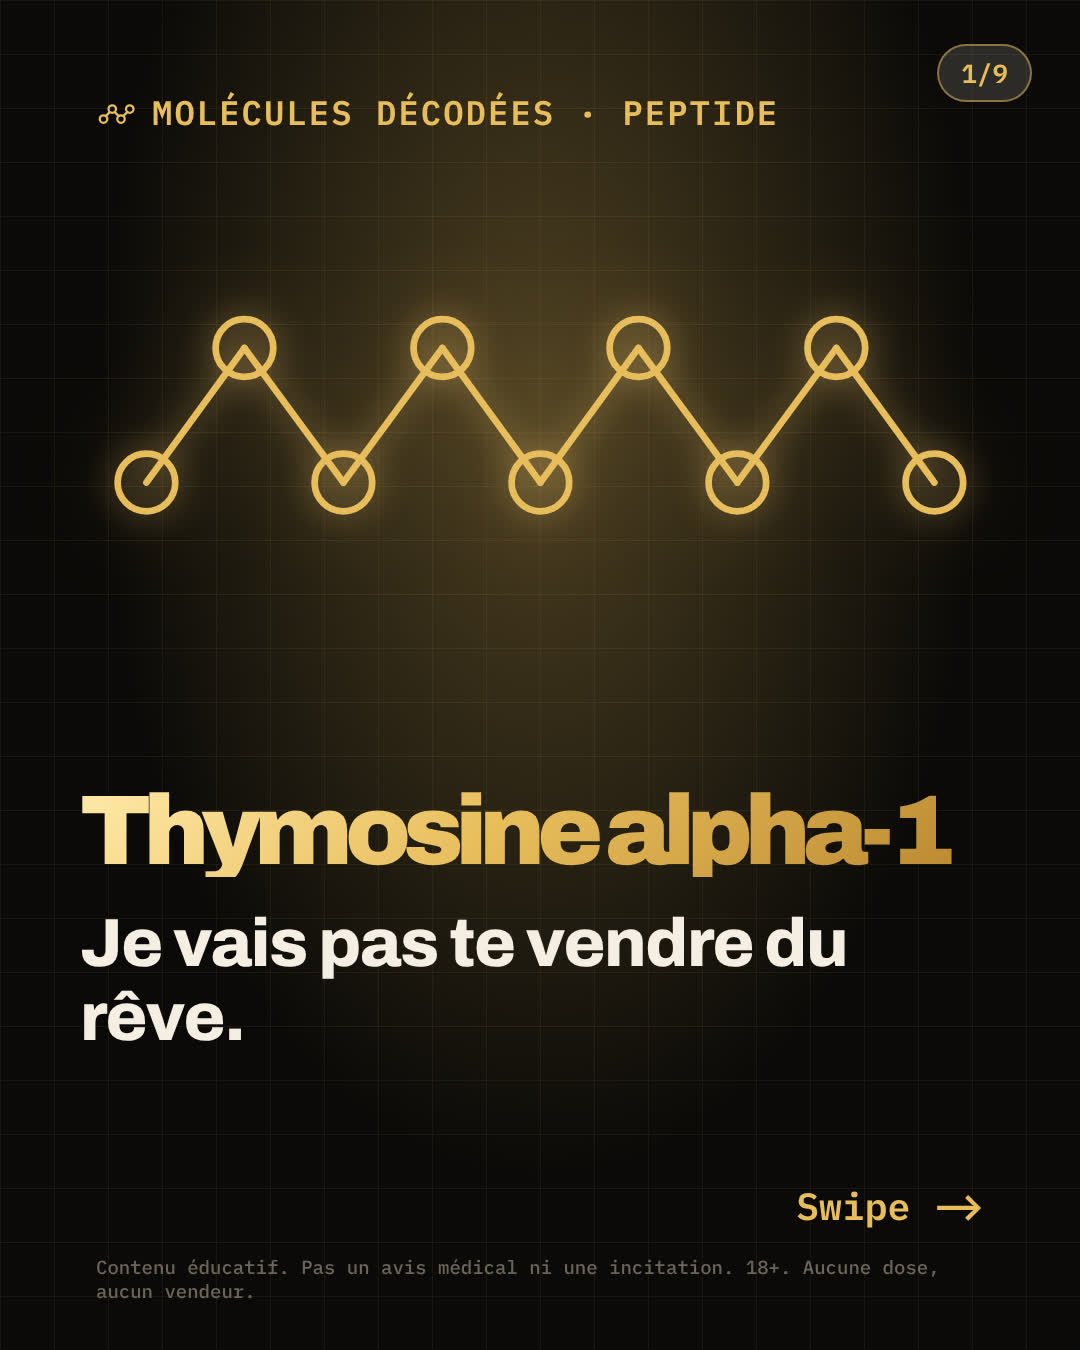 1/9
MOLÉCULES DÉCODÉES · PEPTIDE
Thymosine alpha-1
Je vais pas te vendre du
rêve.
Swipe →
Contenu éducatif. Pas un avis médical ni une incitation. 18+. Aucune dose,
aucun vendeur.